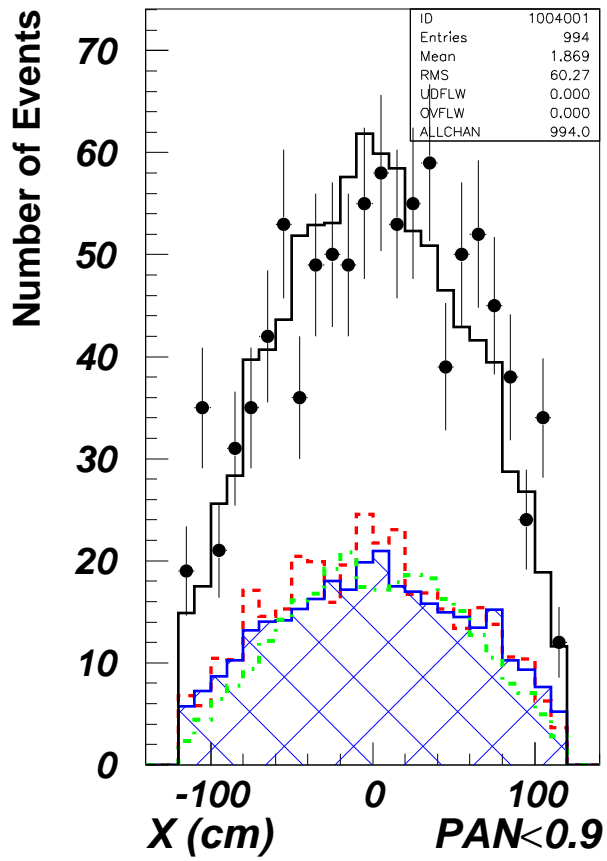 ID 1004001
Entries 994
Mean 1.869
RMS 60.27
UDFLW 0.000
OVFLW 0.000
ALLCHAN 994.0
Number of Events
70
60
50
40
30
20
10
0
-100 0 100
X (cm) PAN<0.9